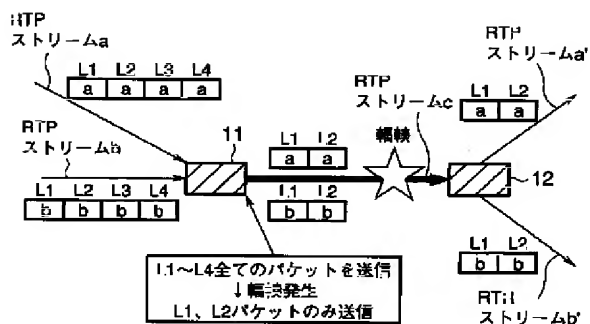 RTP
ストリームa
L1 L2 L3 L4
a a a a
RTP
ストリームb
L1 L2 L3 L4
b b b b
11
L1 L2
a a
L1 L2
b b
輻輳
RTP
ストリームc
12
RTP
ストリームa'
L1 L2
a a
L1 L2
b b
RTP
ストリームb'
L1～L4全てのパケットを送信
↓輻輳発生
L1、L2パケットのみ送信